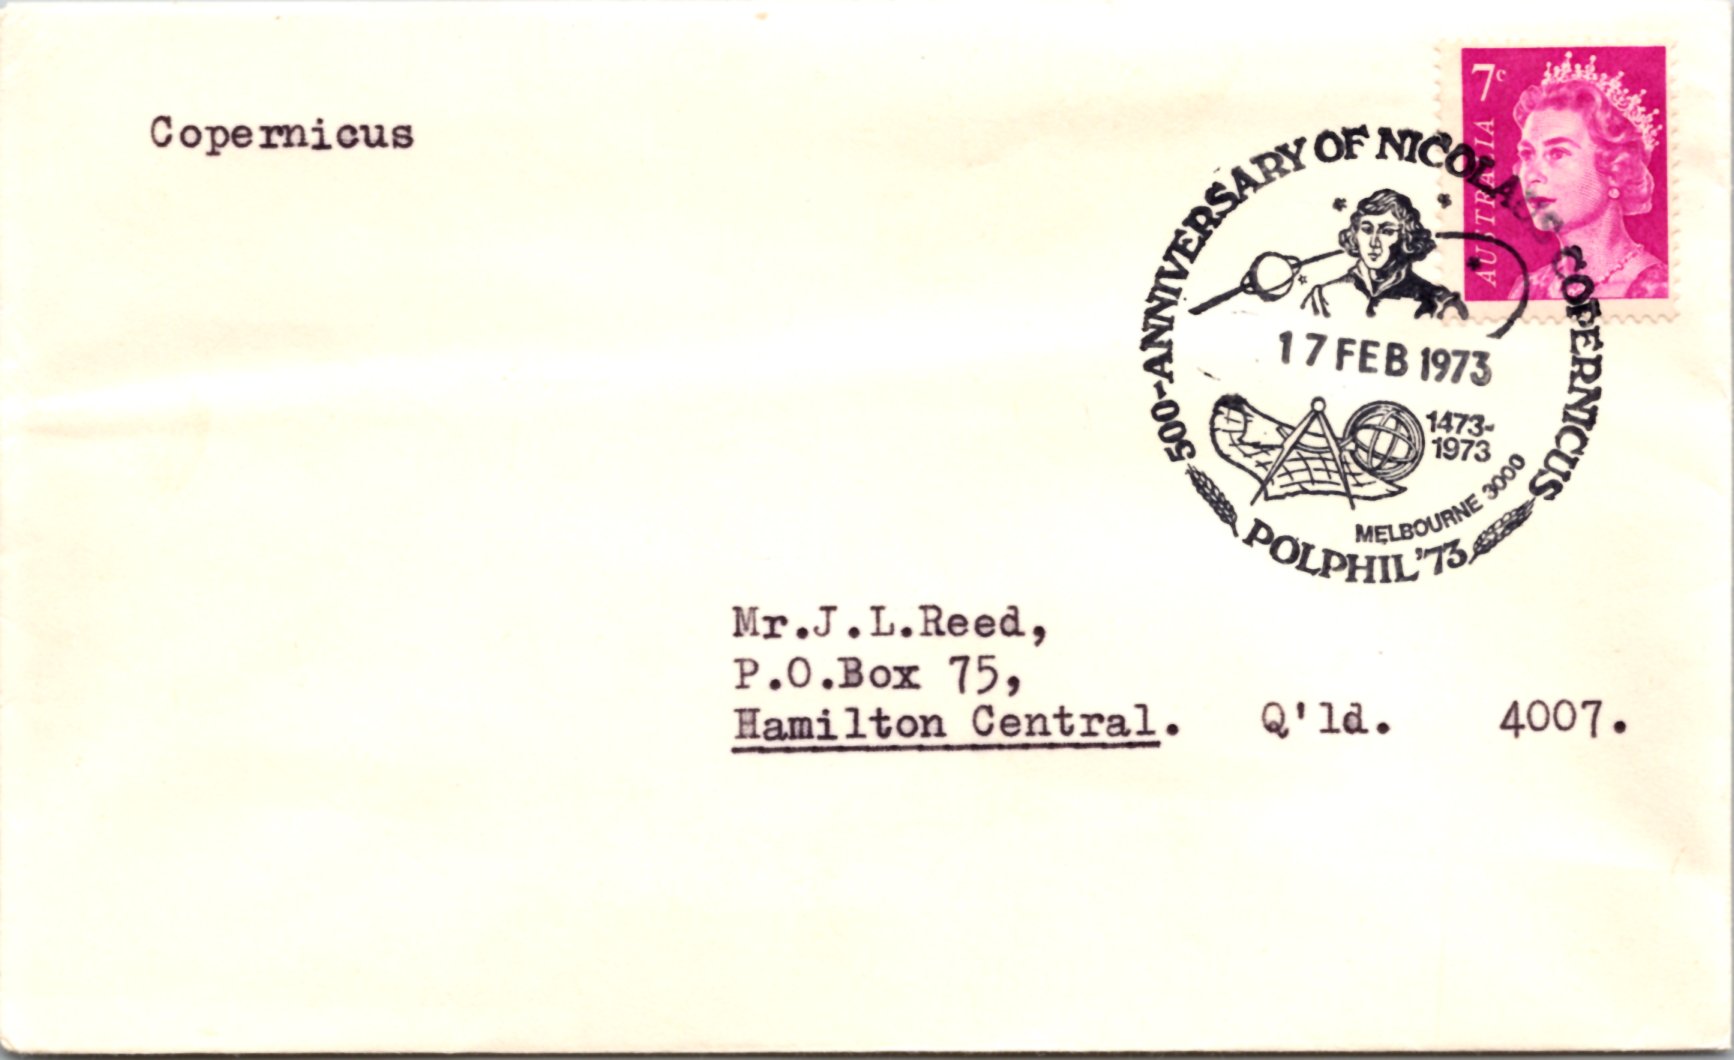 Copernicus
7c
AUSTRALIA
500-ANNIVERSARY OF NICOLAUS COPERNICUS
17 FEB 1973
1473-
1973
MELBOURNE 3000
POLPHIL '73
Mr.J.L.Reed,
P.O.Box 75,
Hamilton Central. Q'ld. 4007.